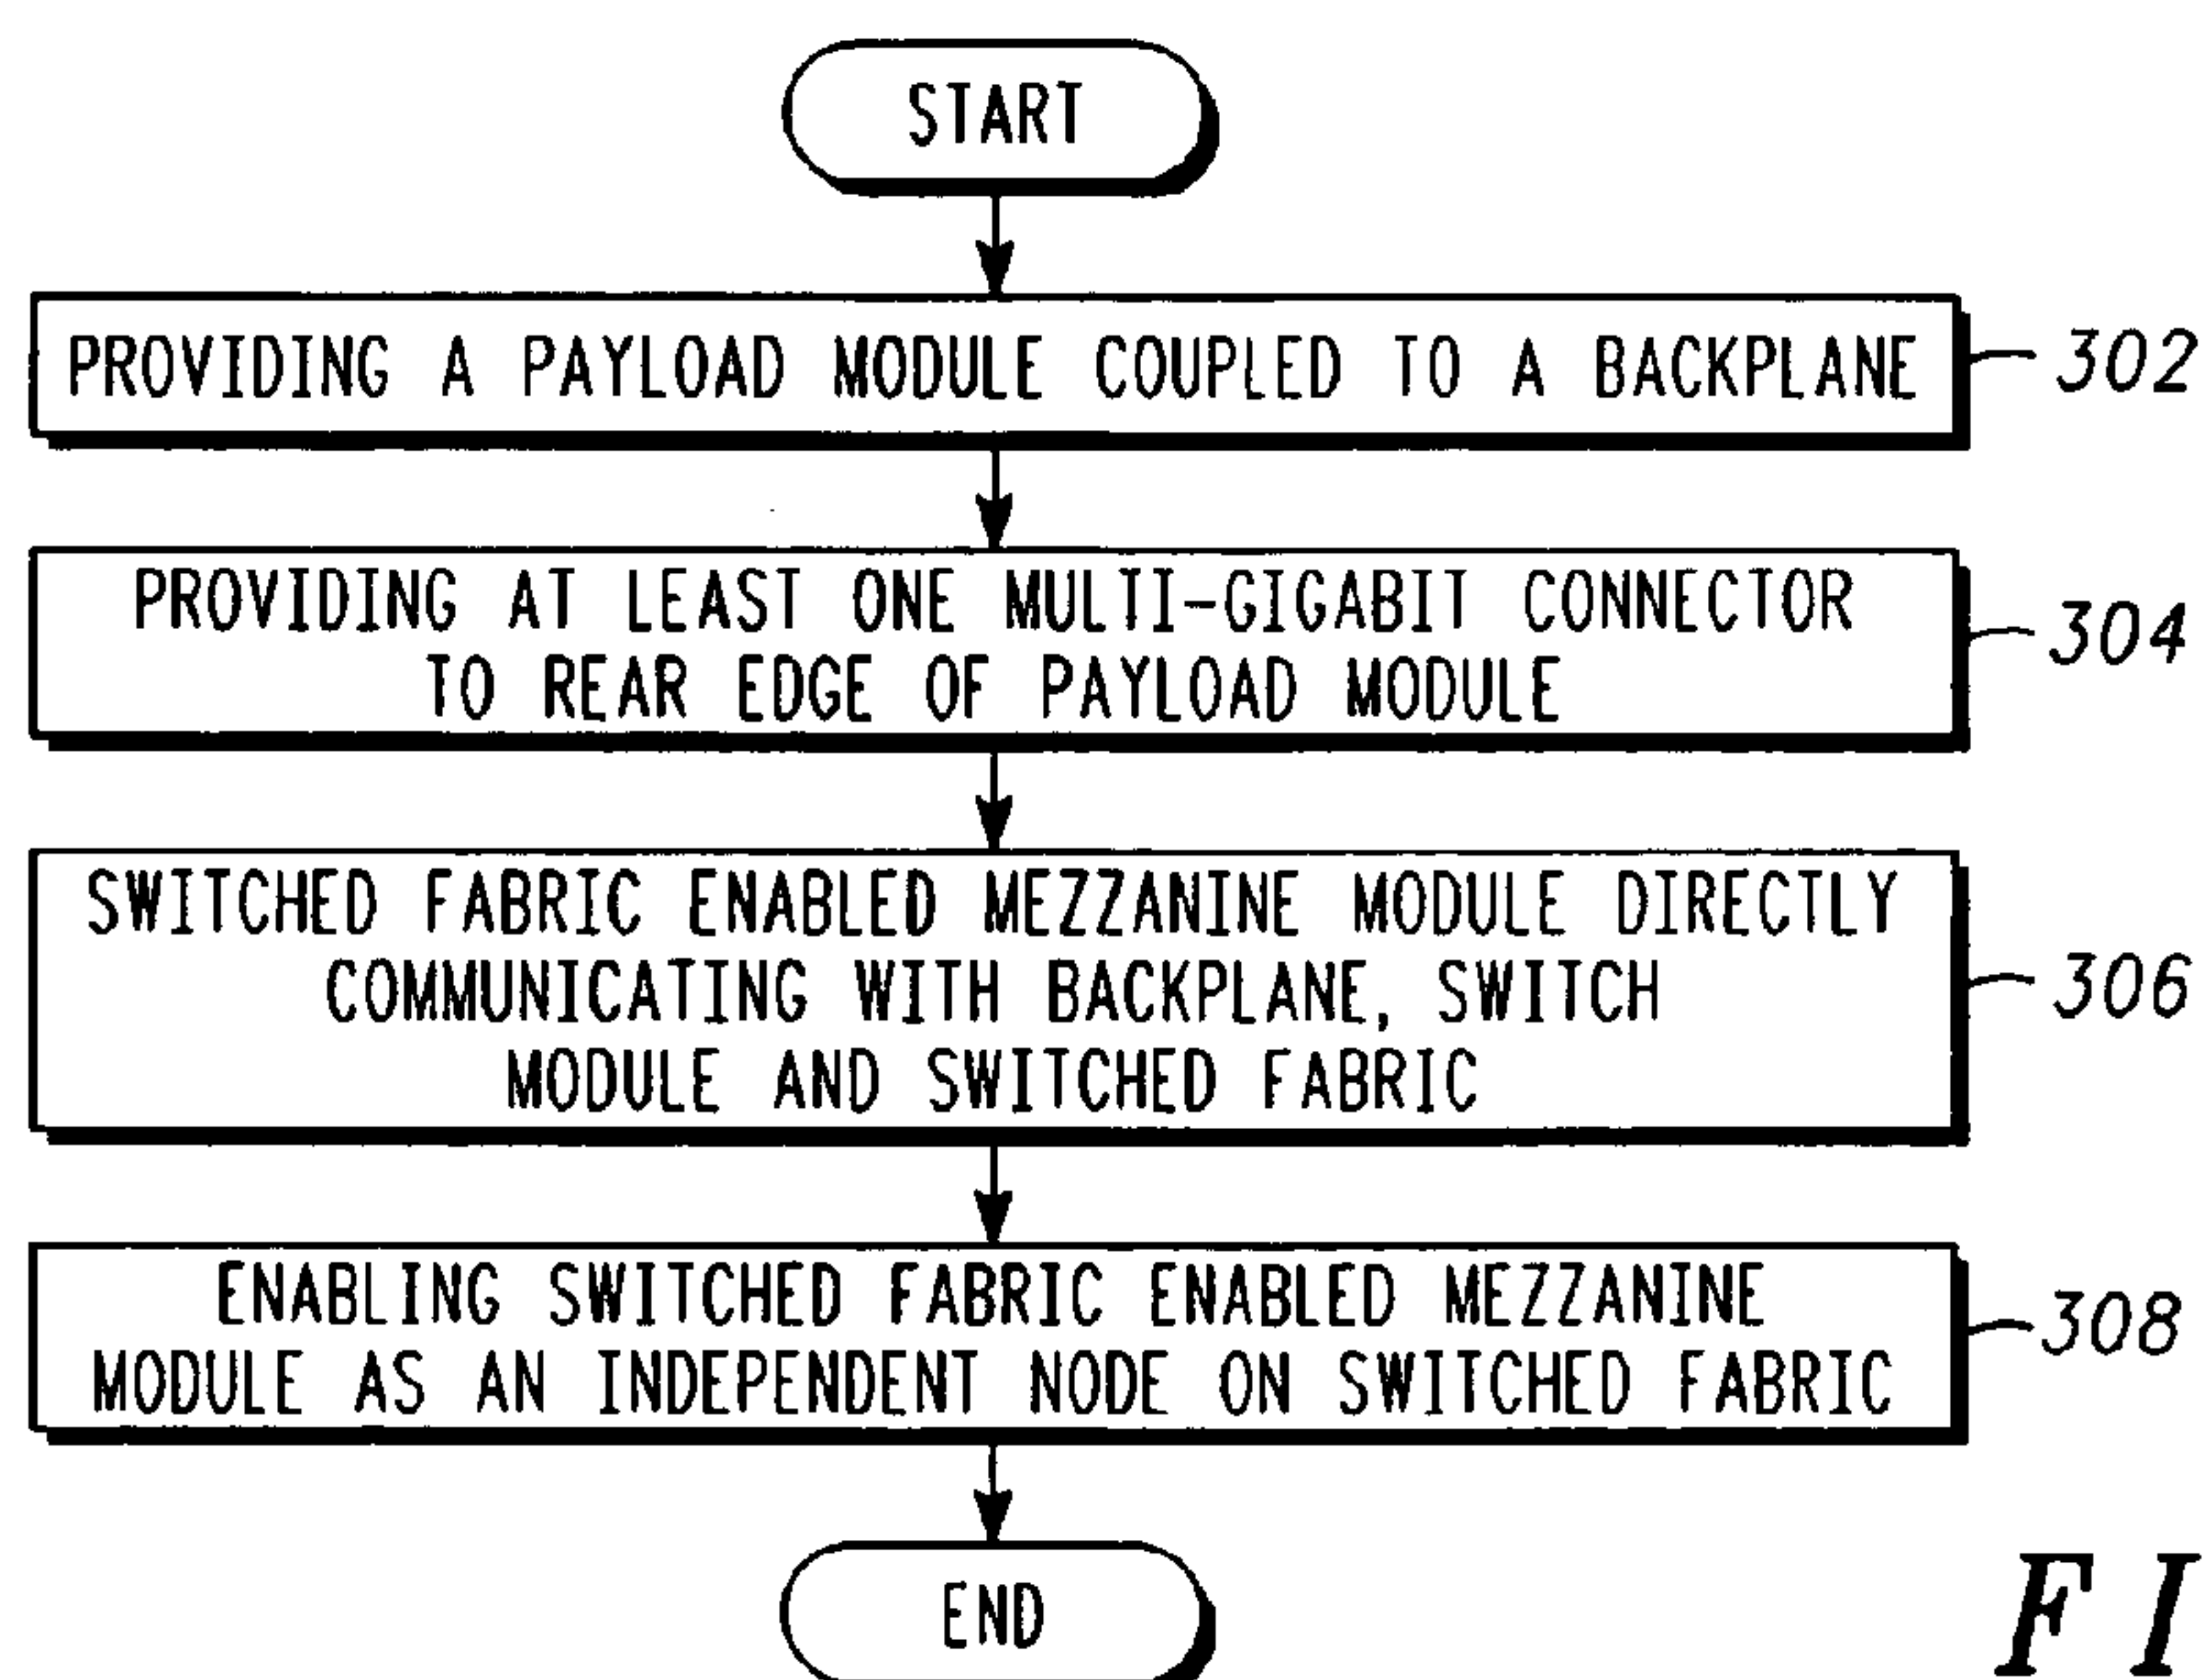 START
PROVIDING A PAYLOAD MODULE COUPLED TO A BACKPLANE
302
PROVIDING AT LEAST ONE MULTI-GIGABIT CONNECTOR
TO REAR EDGE OF PAYLOAD MODULE
304
SWITCHED FABRIC ENABLED MEZZANINE MODULE DIRECTLY
COMMUNICATING WITH BACKPLANE, SWITCH
MODULE AND SWITCHED FABRIC
306
ENABLING SWITCHED FABRIC ENABLED MEZZANINE
MODULE AS AN INDEPENDENT NODE ON SWITCHED FABRIC
308
END
FI